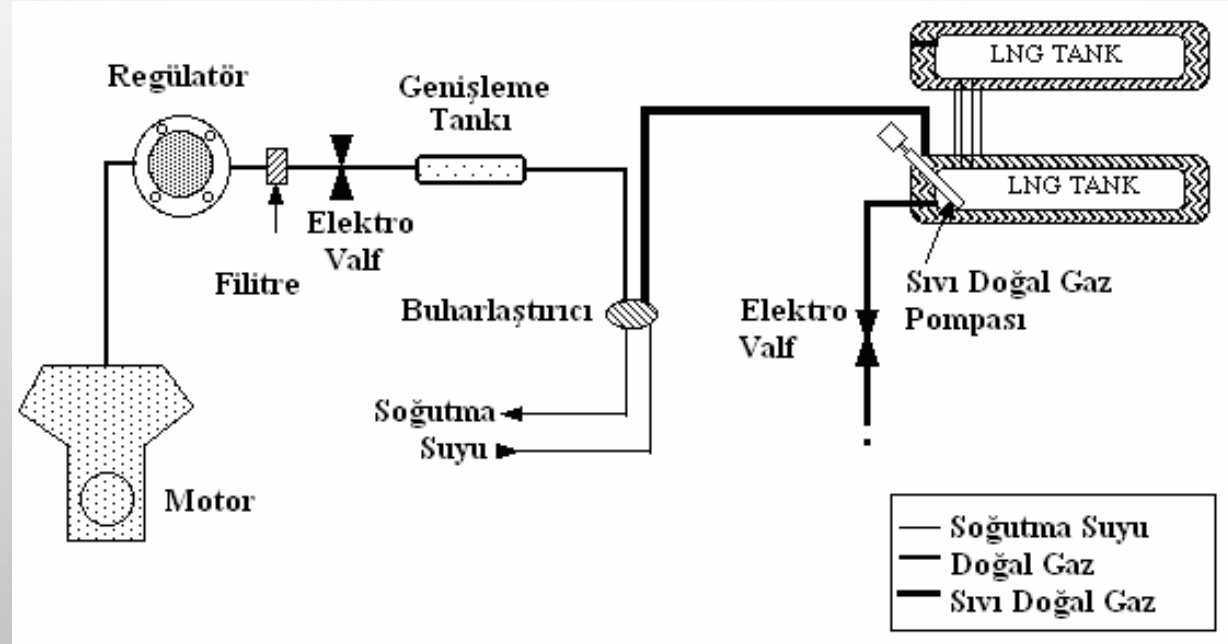 LNG TANK
Regülatör
Genişleme
Tankı
LNG TANK
Elektro
Valf
Filitre
Sıvı Doğal Gaz
Pompası
Buharlaştırıcı
Elektro
Valf
Soğutma
Suyu
Motor
Soğutma Suyu
Doğal Gaz
Sıvı Doğal Gaz